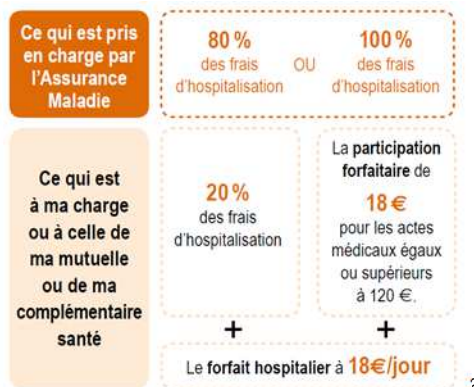 Ce qui est pris
en charge par
l'Assurance
Maladie
80 %
des frais
d'hospitalisation
OU
100 %
des frais
d'hospitalisation
Ce qui est
à ma charge
ou à celle de
ma mutuelle
ou de ma
complémentaire
santé
20 %
des frais
d'hospitalisation
La participation
forfaitaire de
18 €
pour les actes
médicaux égaux
ou supérieurs
à 120 €.
+
+
Le forfait hospitalier à 18€/jour